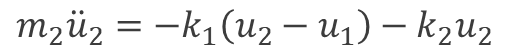 m₂ü₂ = −k₁(u₂ − u₁) − k₂u₂